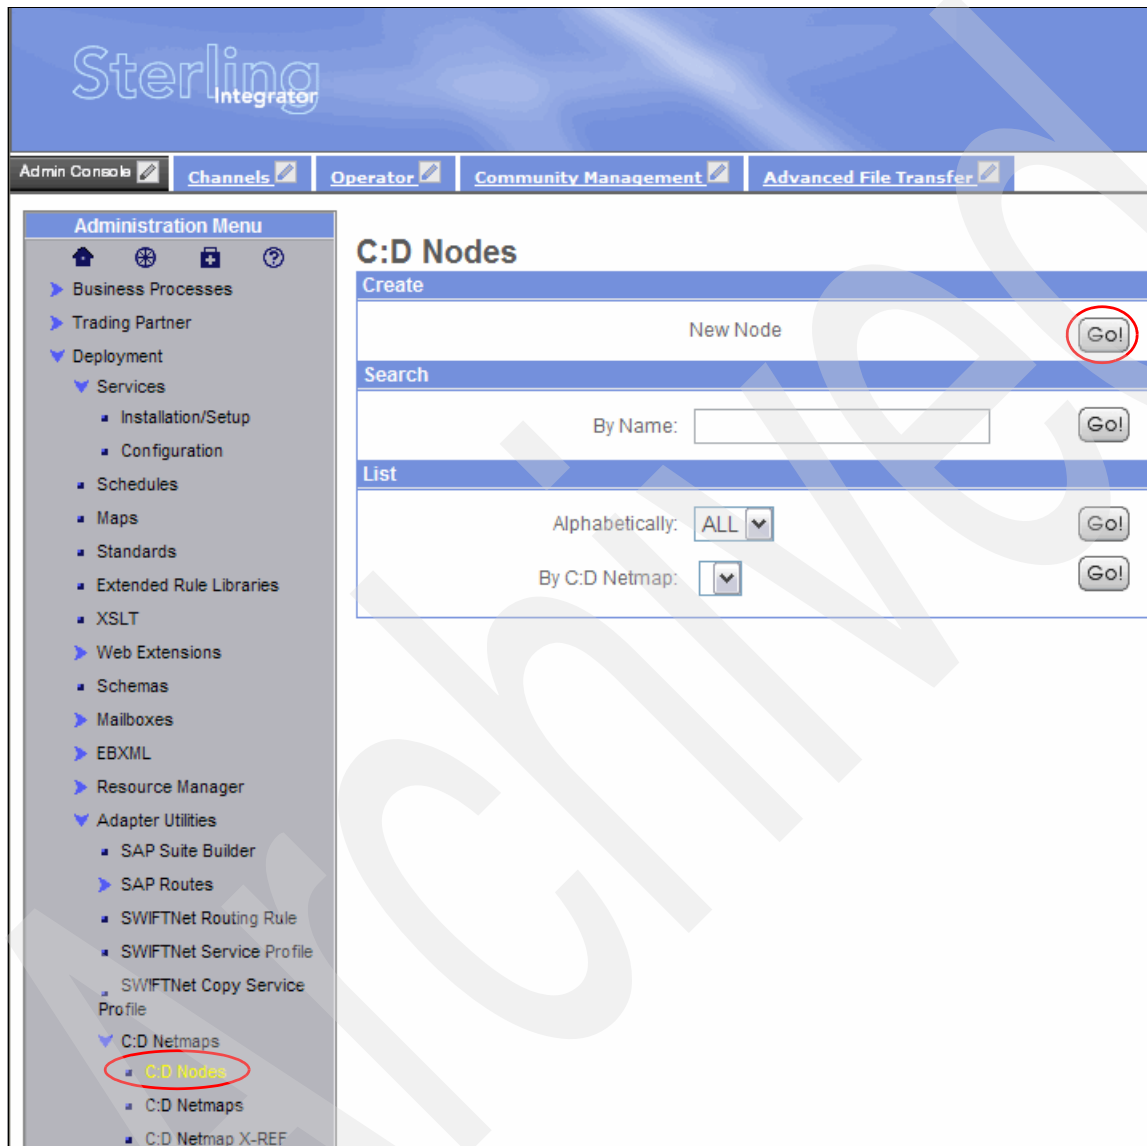 Sterling
Integrator
Admin Console
Channels
Operator
Community Management
Advanced File Transfer
Administration Menu
Business Processes
Trading Partner
Deployment
Services
Installation/Setup
Configuration
Schedules
Maps
Standards
Extended Rule Libraries
XSLT
Web Extensions
Schemas
Mailboxes
EBXML
Resource Manager
Adapter Utilities
SAP Suite Builder
SAP Routes
SWIFTNet Routing Rule
SWIFTNet Service Profile
SWIFTNet Copy Service
Profile
C:D Netmaps
C:D Nodes
C:D Netmaps
C:D Netmap X-REF
C:D Nodes
Create
New Node Go!
Search
By Name: Go!
List
Alphabetically: ALL Go!
By C:D Netmap: Go!
Archived